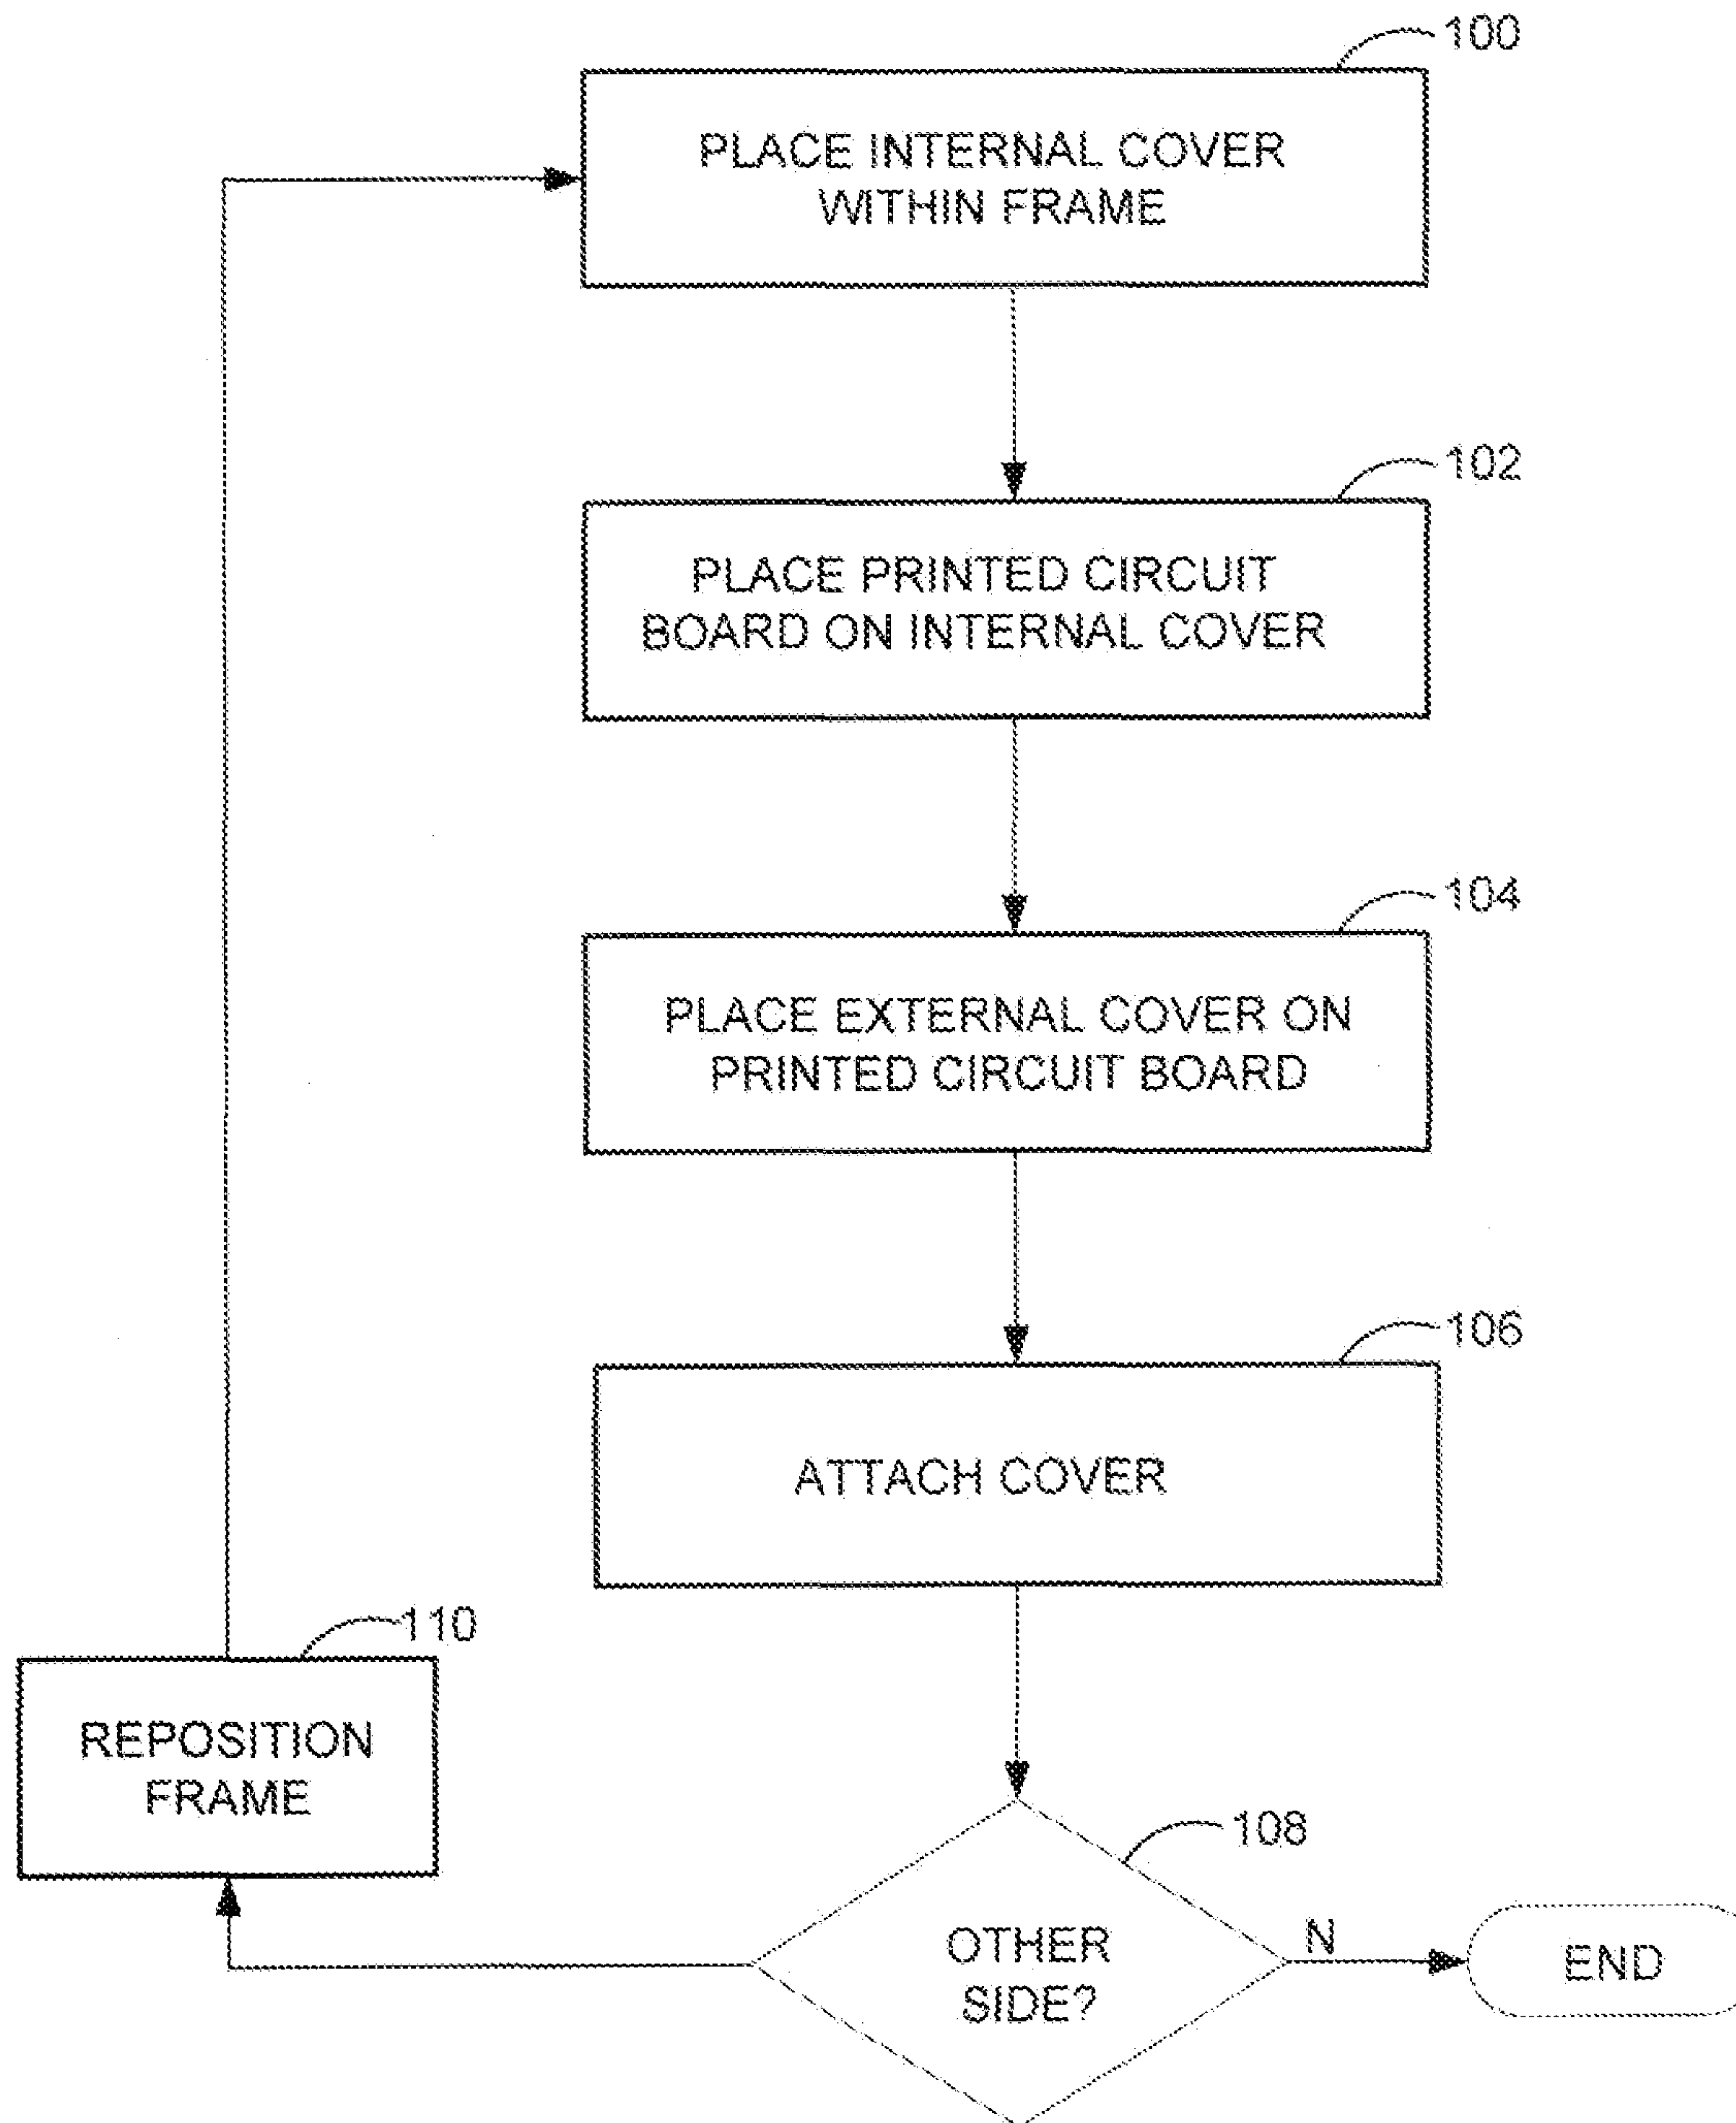 100
PLACE INTERNAL COVER
WITHIN FRAME
102
PLACE PRINTED CIRCUIT
BOARD ON INTERNAL COVER
104
PLACE EXTERNAL COVER ON
PRINTED CIRCUIT BOARD
106
ATTACH COVER
110
REPOSITION
FRAME
108
OTHER
SIDE?
N
END